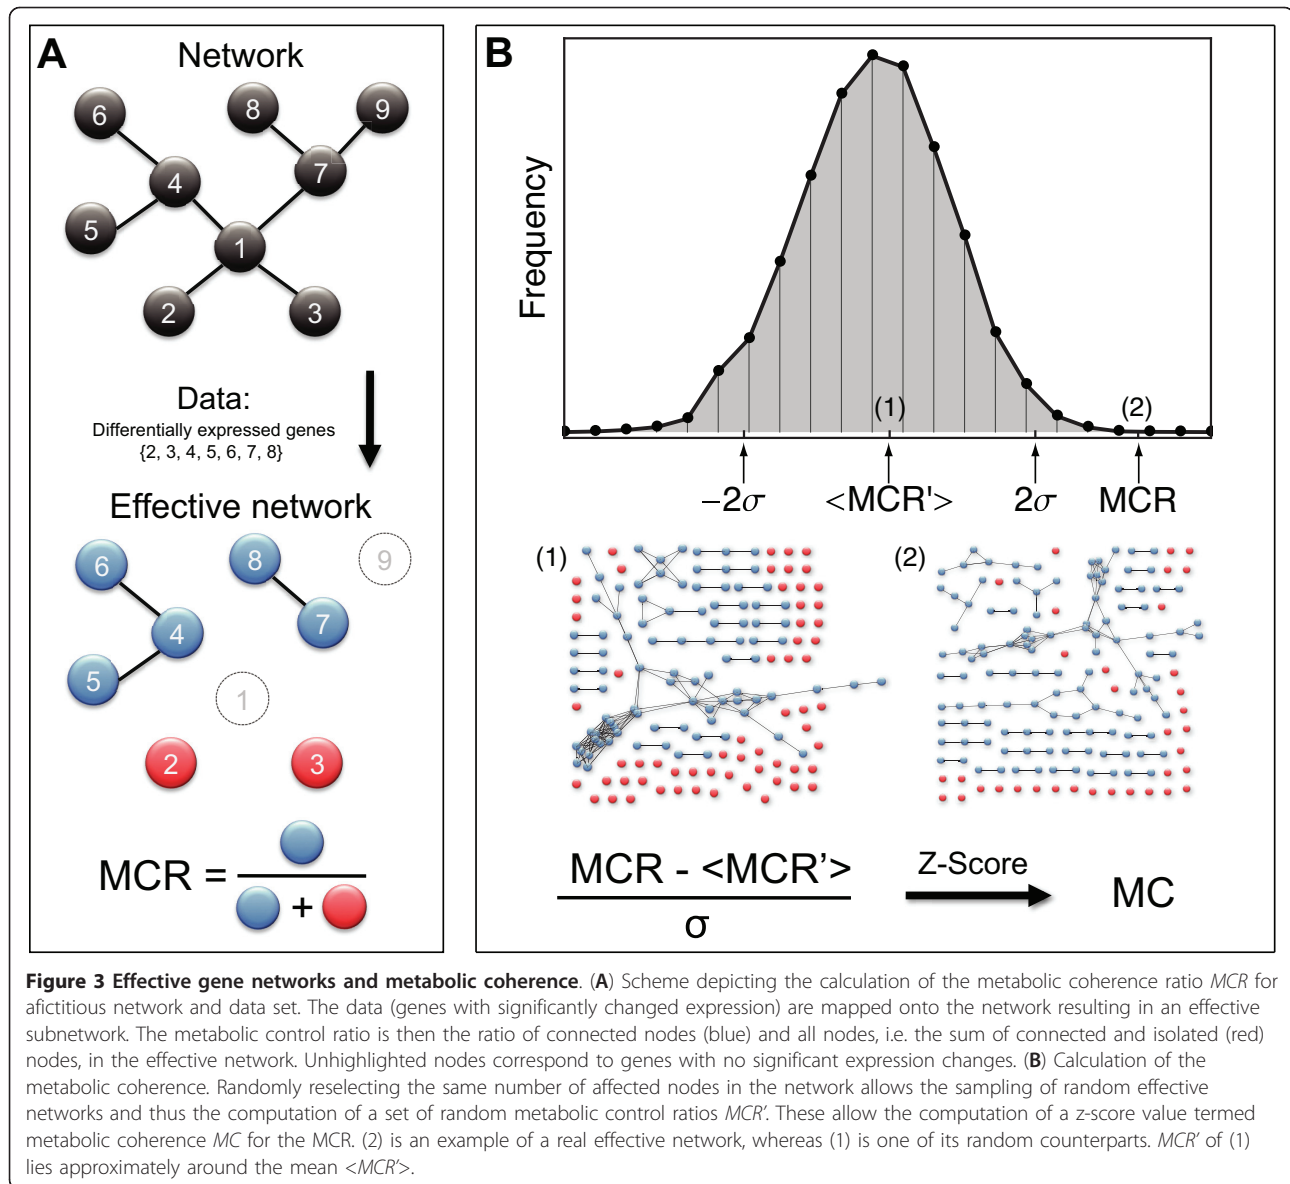 A
Network
6
8
9
4
7
5
1
2
3
Data:
Differentially expressed genes
{2, 3, 4, 5, 6, 7, 8}
Effective network
6
8
9
4
7
5
1
2
3
MCR =
+
B
Frequency
(1)
(2)
−2σ
<MCR'>
2σ
MCR
(1)
(2)
MCR - <MCR'>
σ
Z-Score
MC
Figure 3 Effective gene networks and metabolic coherence. (A) Scheme depicting the calculation of the metabolic coherence ratio MCR for
afictitious network and data set. The data (genes with significantly changed expression) are mapped onto the network resulting in an effective
subnetwork. The metabolic control ratio is then the ratio of connected nodes (blue) and all nodes, i.e. the sum of connected and isolated (red)
nodes, in the effective network. Unhighlighted nodes correspond to genes with no significant expression changes. (B) Calculation of the
metabolic coherence. Randomly reselecting the same number of affected nodes in the network allows the sampling of random effective
networks and thus the computation of a set of random metabolic control ratios MCR'. These allow the computation of a z-score value termed
metabolic coherence MC for the MCR. (2) is an example of a real effective network, whereas (1) is one of its random counterparts. MCR' of (1)
lies approximately around the mean <MCR'>.